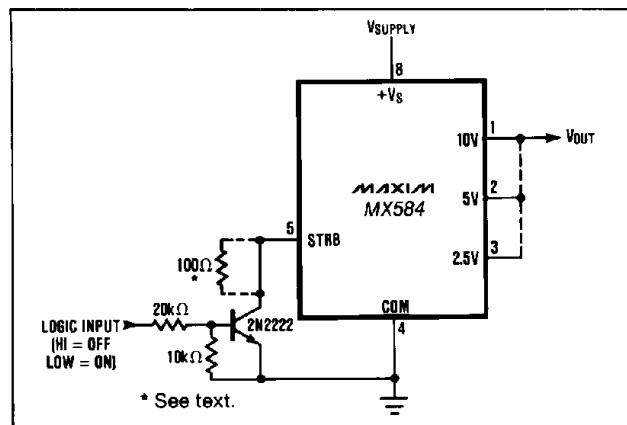 VSUPPLY
8
+VS
10V 1 VOUT
MAXIM
MX584
5V 2
5 STRB
2.5V 3
100Ω
*
COM
4
20kΩ
2N2222
LOGIC INPUT
(HI = OFF
LOW = ON)
10kΩ
* See text.